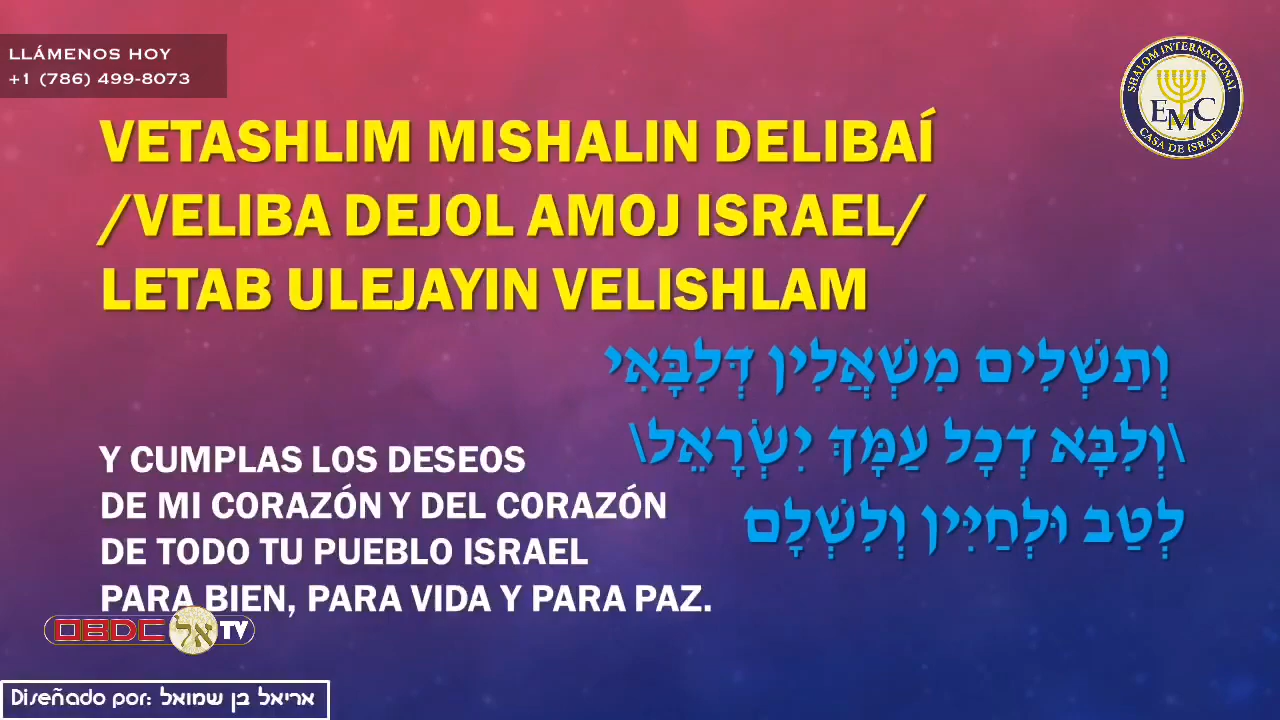 LLÁMENOS HOY
+1 (786) 499-8073
SHALOM INTERNACIONAL
EMC
CASA DE ISRAEL
VETASHLIM MISHALIN DELIBAÍ
/VELIBA DEJOL AMOJ ISRAEL/
LETAB ULEJAYIN VELISHLAM
וְתַשְׁלִים מִשְׁאֲלִין דְּלִבָּאִי
\וְלִבָּא דְכָל עַמָּךְ יִשְׂרָאֵל\
לְטַב וּלְחַיִּין וְלִשְׁלָם
Y CUMPLAS LOS DESEOS
DE MI CORAZÓN Y DEL CORAZÓN
DE TODO TU PUEBLO ISRAEL
PARA BIEN, PARA VIDA Y PARA PAZ.
OBDC אל TV
Diseñado por: אריאל בן שמואל